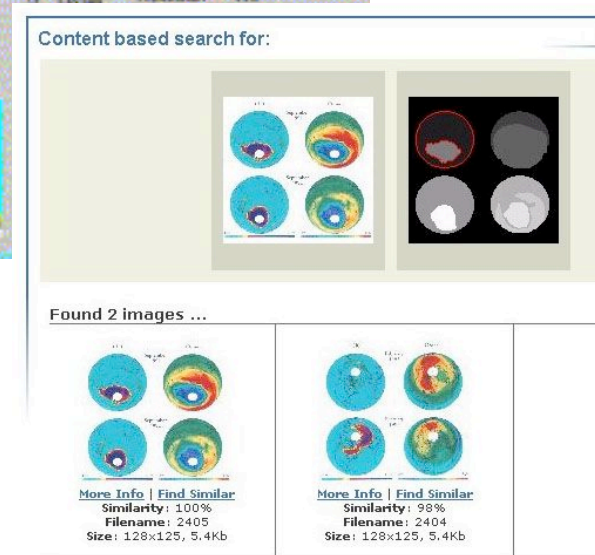 Content based search for:
Found 2 images ...
More Info | Find Similar
Similarity: 100%
Filename: 2405
Size: 128x125, 5.4Kb
More Info | Find Similar
Similarity: 98%
Filename: 2404
Size: 128x125, 5.4Kb